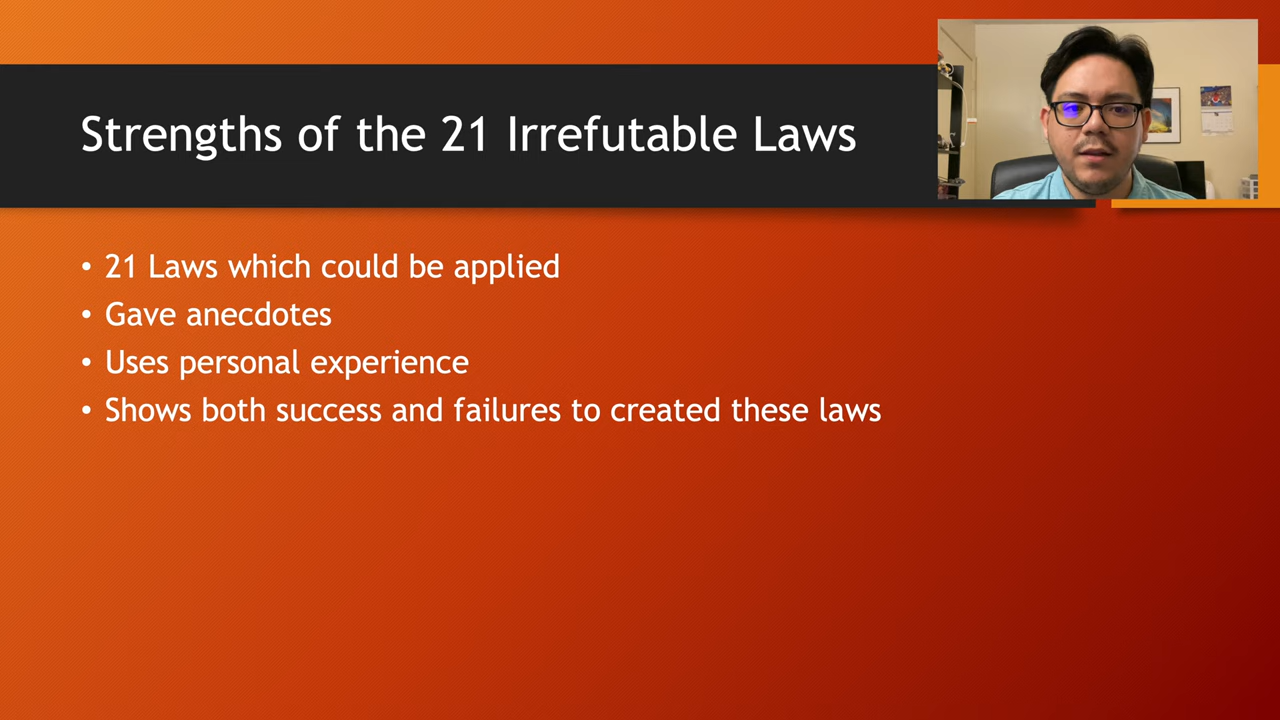 Strengths of the 21 Irrefutable Laws
• 21 Laws which could be applied
• Gave anecdotes
• Uses personal experience
• Shows both success and failures to created these laws